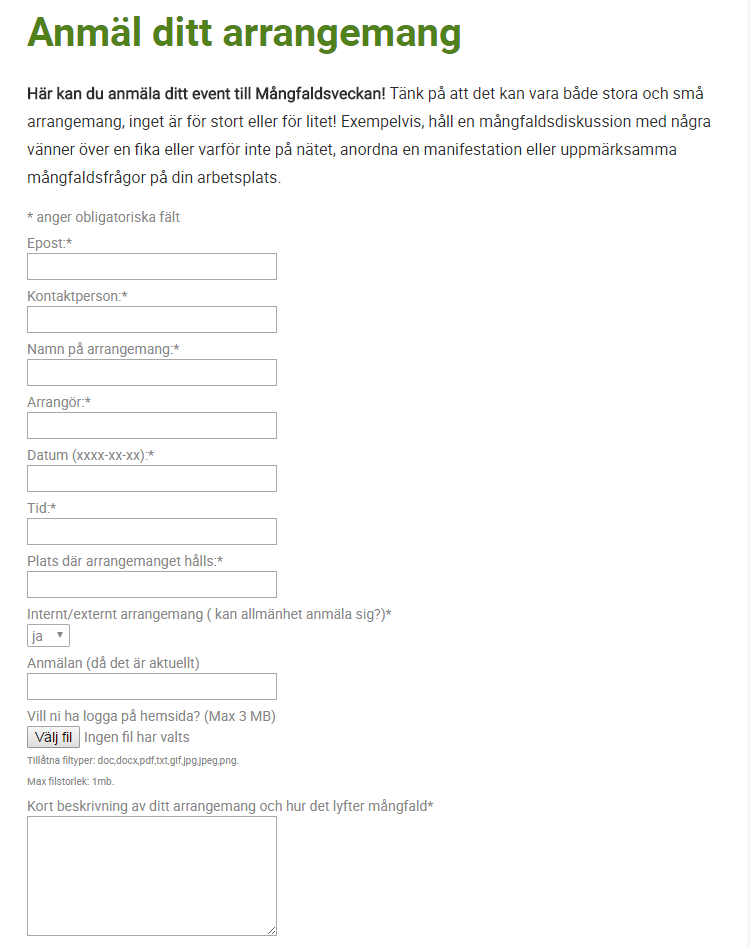 Anmäl ditt arrangemang
Här kan du anmäla ditt event till Mångfaldsveckan! Tänk på att det kan vara både stora och små
arrangemang, inget är för stort eller för litet! Exempelvis, håll en mångfaldsdiskussion med några
vänner över en fika eller varför inte på nätet, anordna en manifestation eller uppmärksamma
mångfaldsfrågor på din arbetsplats.
* anger obligatoriska fält
Epost:*
Kontaktperson:*
Namn på arrangemang:*
Arrangör:*
Datum (xxxx-xx-xx):*
Tid:*
Plats där arrangemanget hålls:*
Internt/externt arrangemang ( kan allmänhet anmäla sig?)*
ja
Anmälan (då det är aktuellt)
Vill ni ha logga på hemsida? (Max 3 MB)
Välj fil Ingen fil har valts
Tillåtna filtyper: doc,docx,pdf,txt,gif,jpg,jpeg,png.
Max filstorlek: 1mb.
Kort beskrivning av ditt arrangemang och hur det lyfter mångfald*